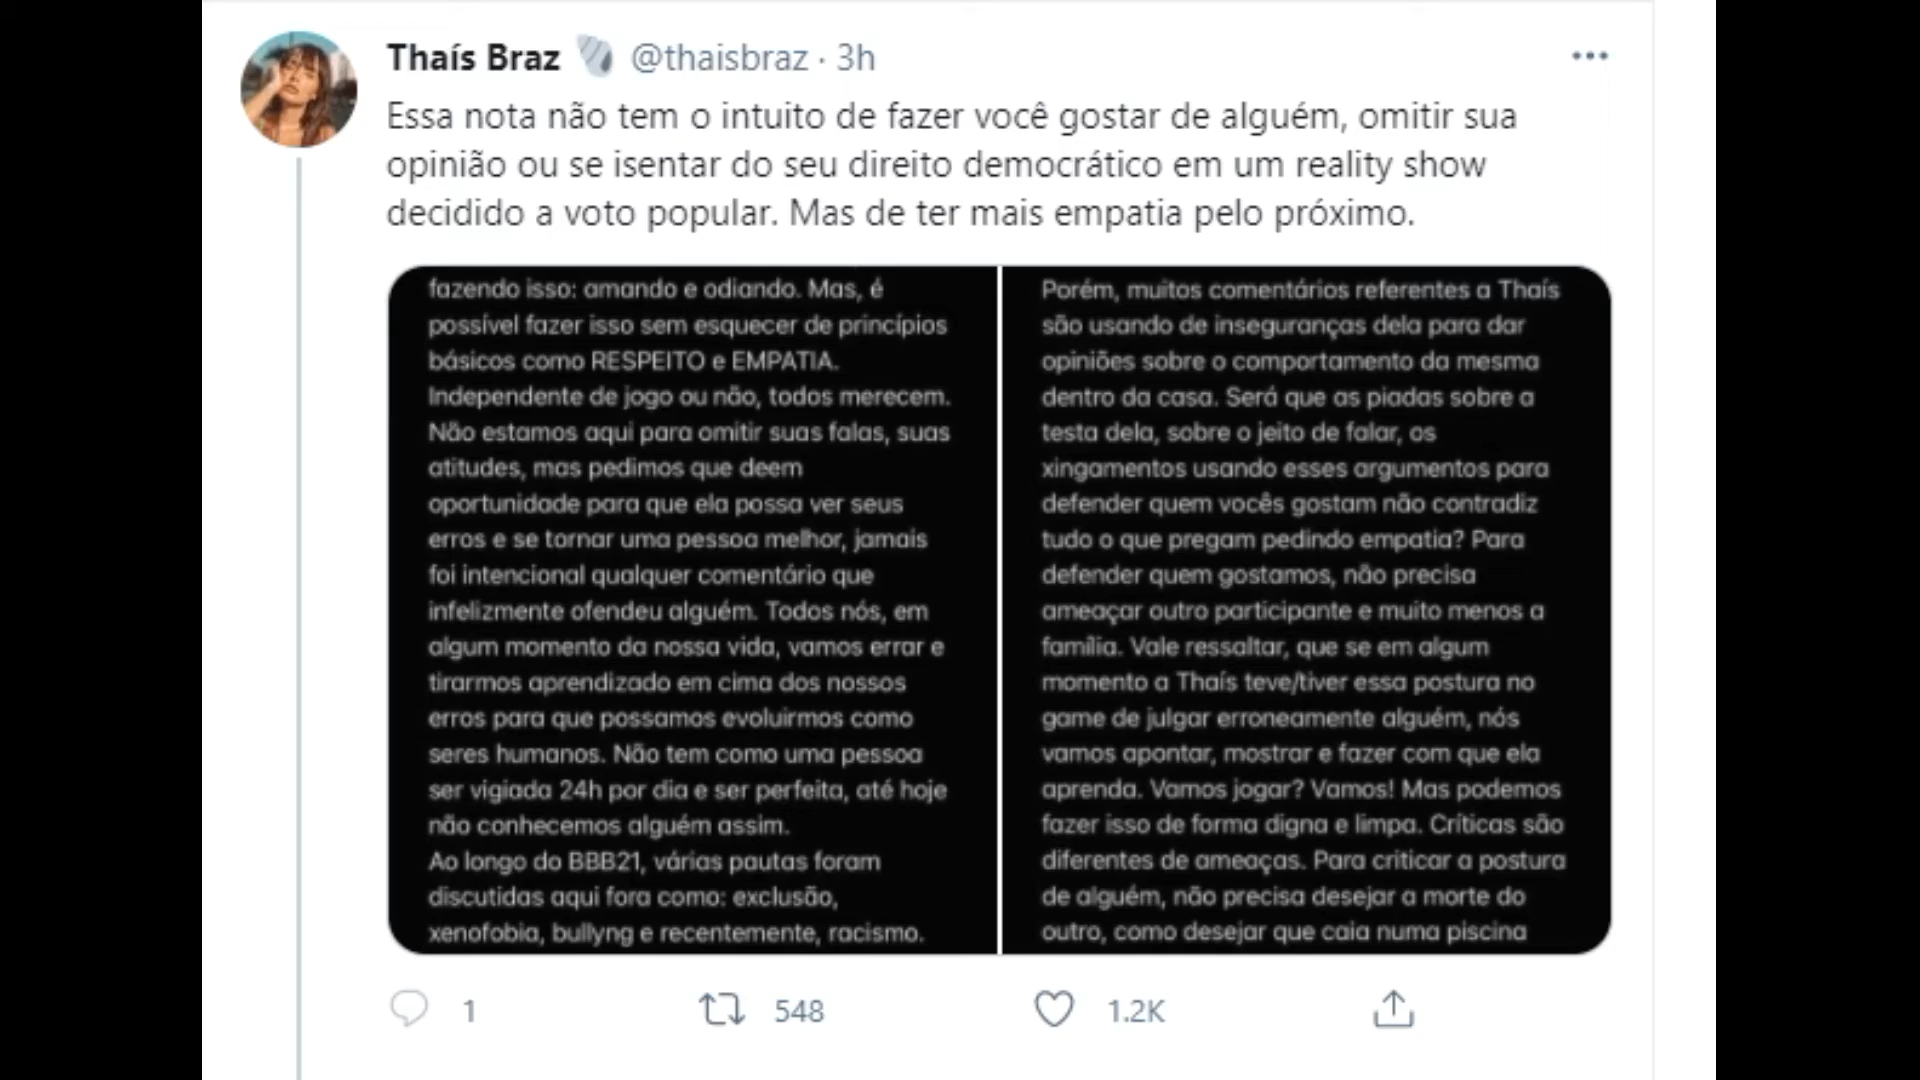 Thaís Braz @thaisbraz · 3h
Essa nota não tem o intuito de fazer você gostar de alguém, omitir sua
opinião ou se isentar do seu direito democrático em um reality show
decidido a voto popular. Mas de ter mais empatia pelo próximo.
fazendo isso: amando e odiando. Mas, é
possível fazer isso sem esquecer de princípios
básicos como RESPEITO e EMPATIA.
Independente de jogo ou não, todos merecem.
Não estamos aqui para omitir suas falas, suas
atitudes, mas pedimos que deem
oportunidade para que ela possa ver seus
erros e se tornar uma pessoa melhor, jamais
foi intencional qualquer comentário que
infelizmente ofendeu alguém. Todos nós, em
algum momento da nossa vida, vamos errar e
tirarmos aprendizado em cima dos nossos
erros para que possamos evoluirmos como
seres humanos. Não tem como uma pessoa
ser vigiada 24h por dia e ser perfeita, até hoje
não conhecemos alguém assim.
Ao longo do BBB21, várias pautas foram
discutidas aqui fora como: exclusão,
xenofobia, bullyng e recentemente, racismo.
Porém, muitos comentários referentes a Thaís
são usando de inseguranças dela para dar
opiniões sobre o comportamento da mesma
dentro da casa. Será que as piadas sobre a
testa dela, sobre o jeito de falar, os
xingamentos usando esses argumentos para
defender quem vocês gostam não contradiz
tudo o que pregam pedindo empatia? Para
defender quem gostamos, não precisa
ameaçar outro participante e muito menos a
família. Vale ressaltar, que se em algum
momento a Thaís teve/tiver essa postura no
game de julgar erroneamente alguém, nós
vamos apontar, mostrar e fazer com que ela
aprenda. Vamos jogar? Vamos! Mas podemos
fazer isso de forma digna e limpa. Críticas são
diferentes de ameaças. Para criticar a postura
de alguém, não precisa desejar a morte do
outro, como desejar que caia numa piscina
1 548 1.2K